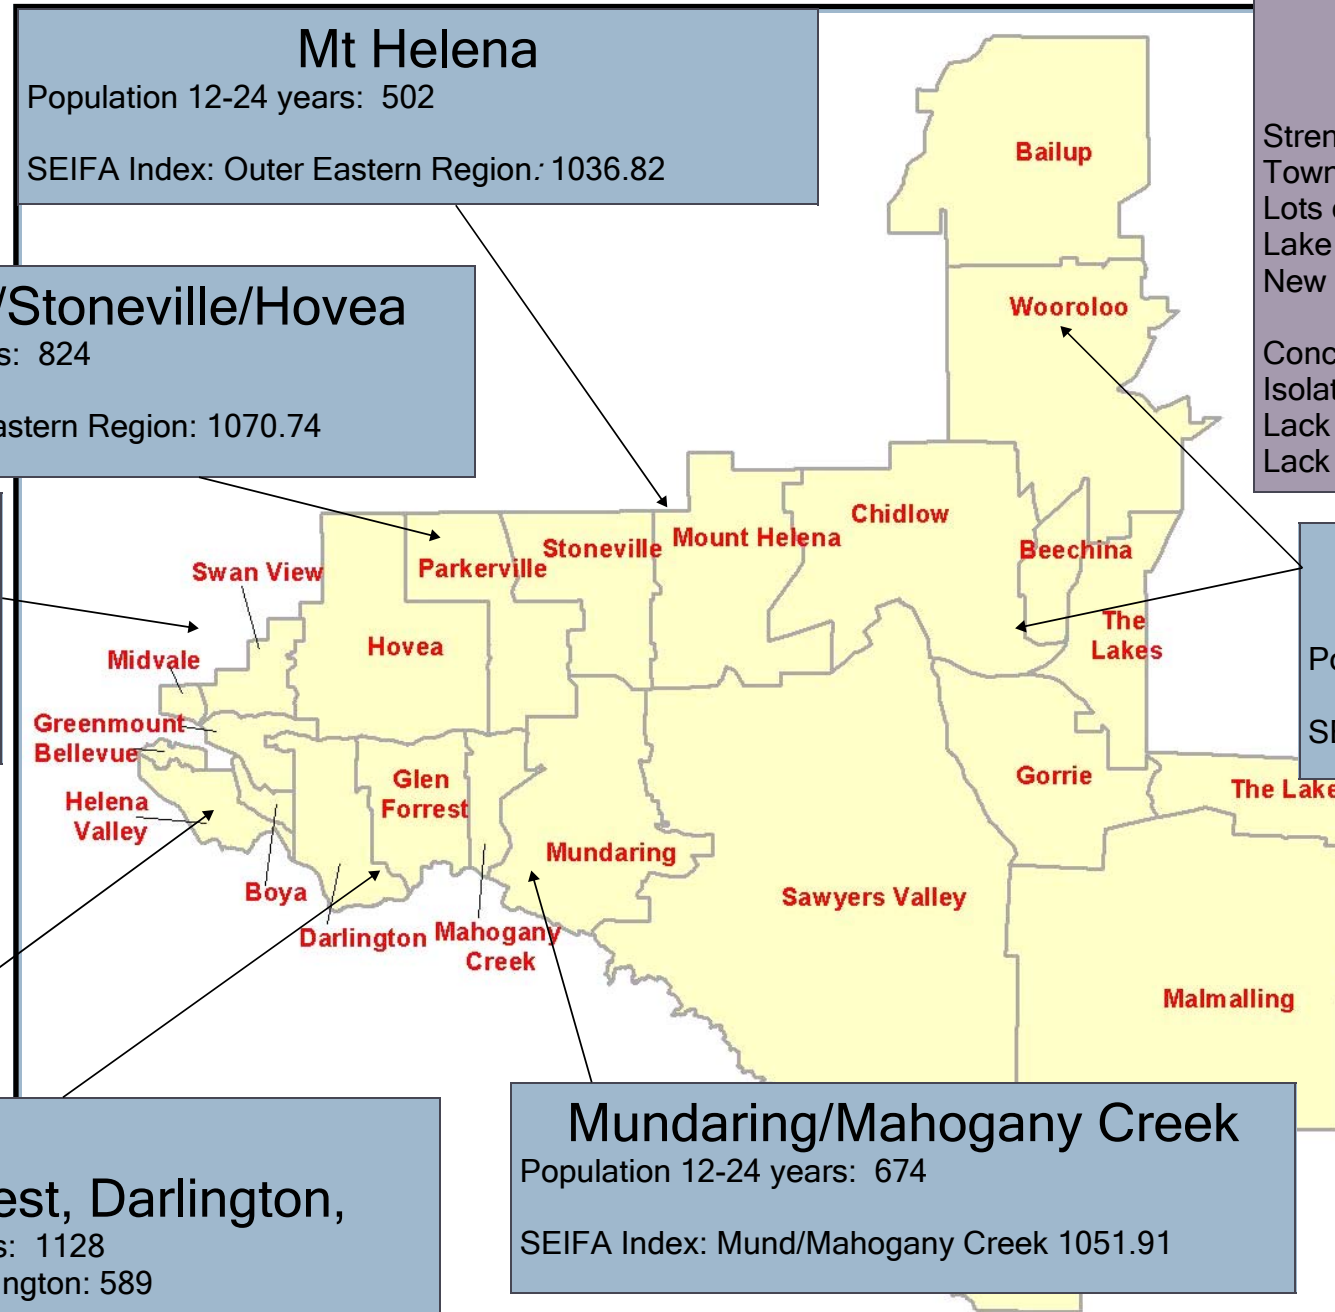 Mt Helena
Population 12-24 years: 502
SEIFA Index: Outer Eastern Region: 1036.82
/Stoneville/Hovea
s: 824
astern Region: 1070.74
Stren
Town
Lots
Lake
New
Conc
Isolat
Lack
Lack
Bailup
Wooroloo
Chidlow
Mount Helena
Stoneville
Parkerville
Beechina
Swan View
The
Lakes
Hovea
Midvale
Po
Greenmount
SE
Bellevue
Glen
Forrest
Gorrie
The Lake
Helena
Valley
Mundaring
Boya
Sawyers Valley
Darlington
Mahogany
Creek
Malmalling
est, Darlington,
s: 1128
ngton: 589
Mundaring/Mahogany Creek
Population 12-24 years: 674
SEIFA Index: Mund/Mahogany Creek 1051.91